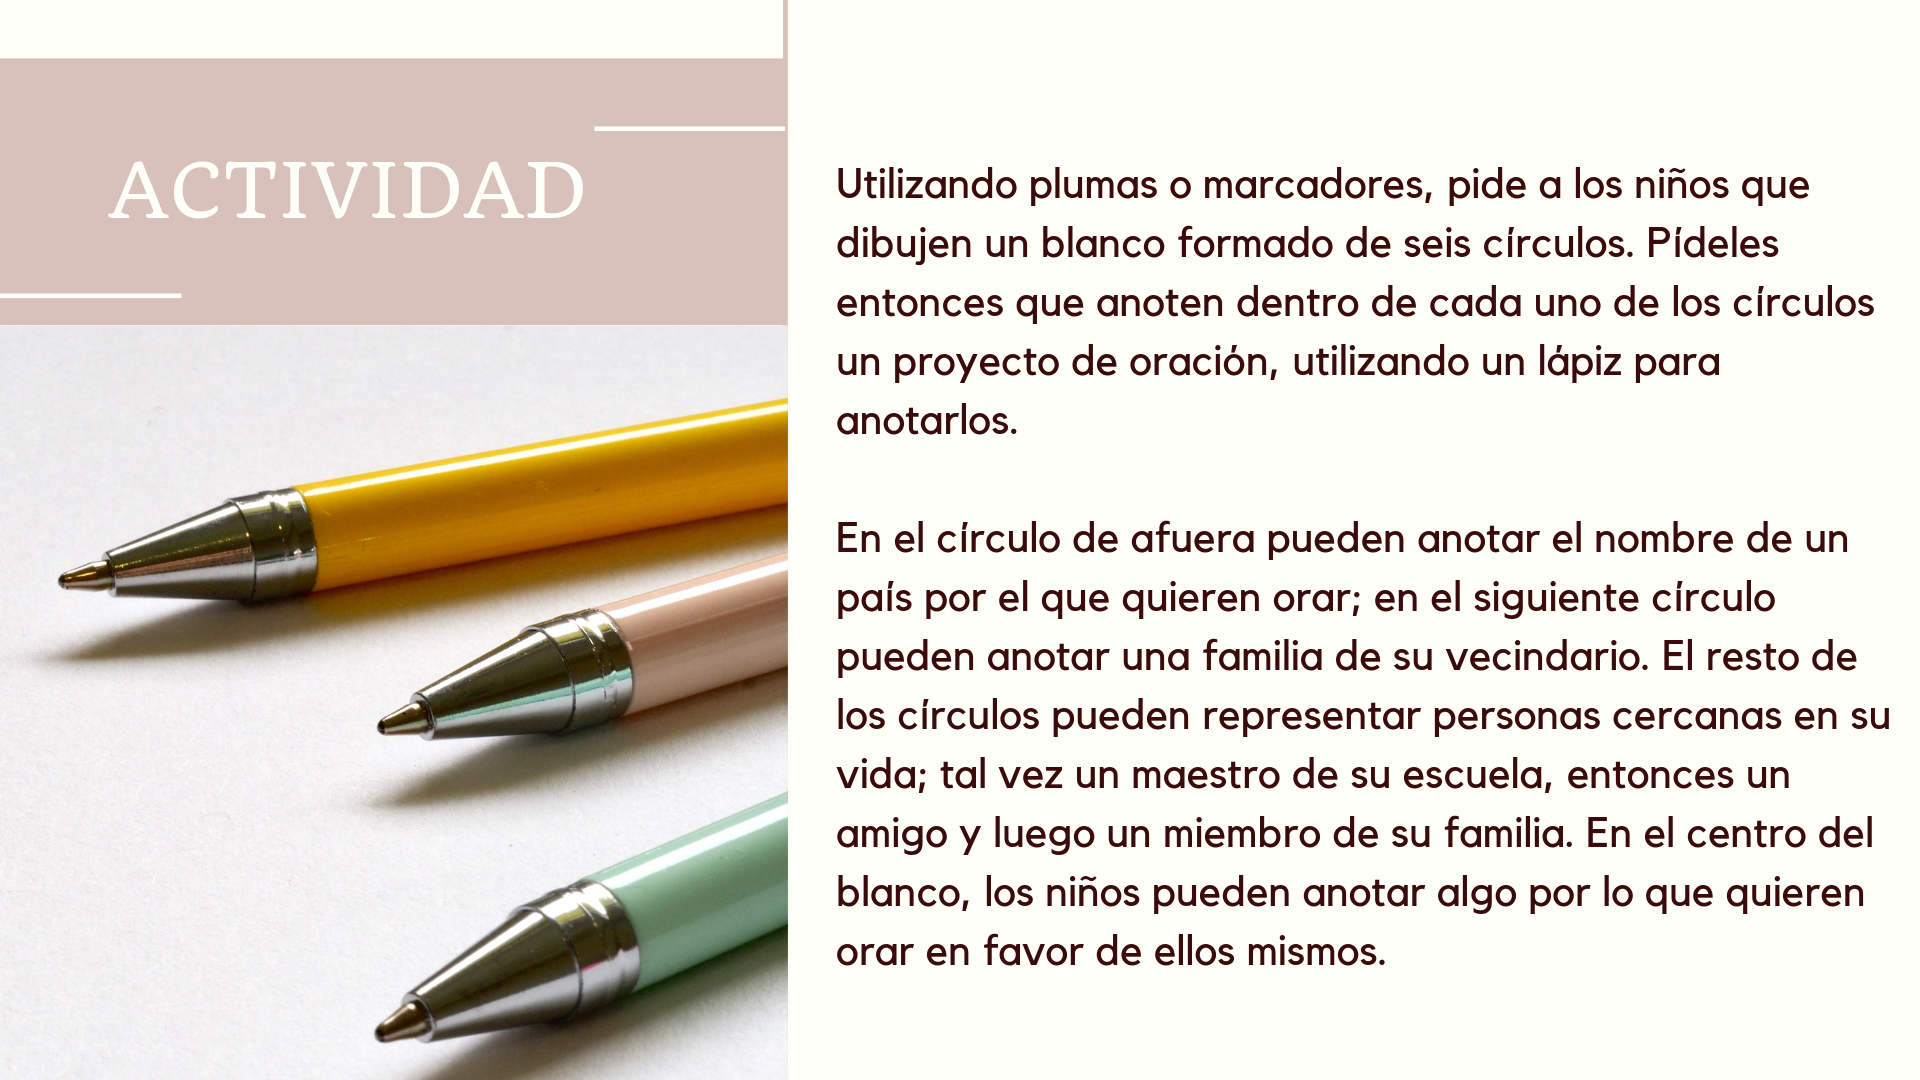 ACTIVIDAD
Utilizando plumas o marcadores, pide a los niños que
dibujen un blanco formado de seis círculos. Pídeles
entonces que anoten dentro de cada uno de los círculos
un proyecto de oración, utilizando un lápiz para
anotarlos.
En el círculo de afuera pueden anotar el nombre de un
país por el que quieren orar; en el siguiente círculo
pueden anotar una familia de su vecindario. El resto de
los círculos pueden representar personas cercanas en su
vida; tal vez un maestro de su escuela, entonces un
amigo y luego un miembro de su familia. En el centro del
blanco, los niños pueden anotar algo por lo que quieren
orar en favor de ellos mismos.